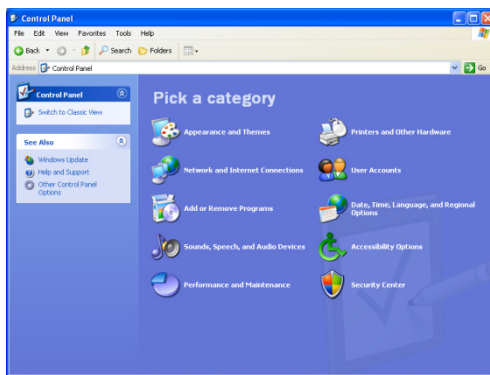 Control Panel
File Edit View Favorites Tools Help
Back Search Folders
Address Control Panel Go
Control Panel
Switch to Classic View
See Also
Windows Update
Help and Support
Other Control Panel
Options
Pick a category
Appearance and Themes
Printers and Other Hardware
Network and Internet Connections
User Accounts
Add or Remove Programs
Date, Time, Language, and Regional
Options
Sounds, Speech, and Audio Devices
Accessibility Options
Performance and Maintenance
Security Center